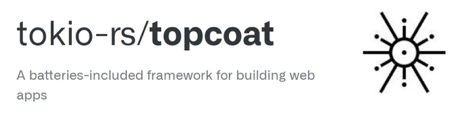 tokio-rs/topcoat
A batteries-included framework for building web
apps